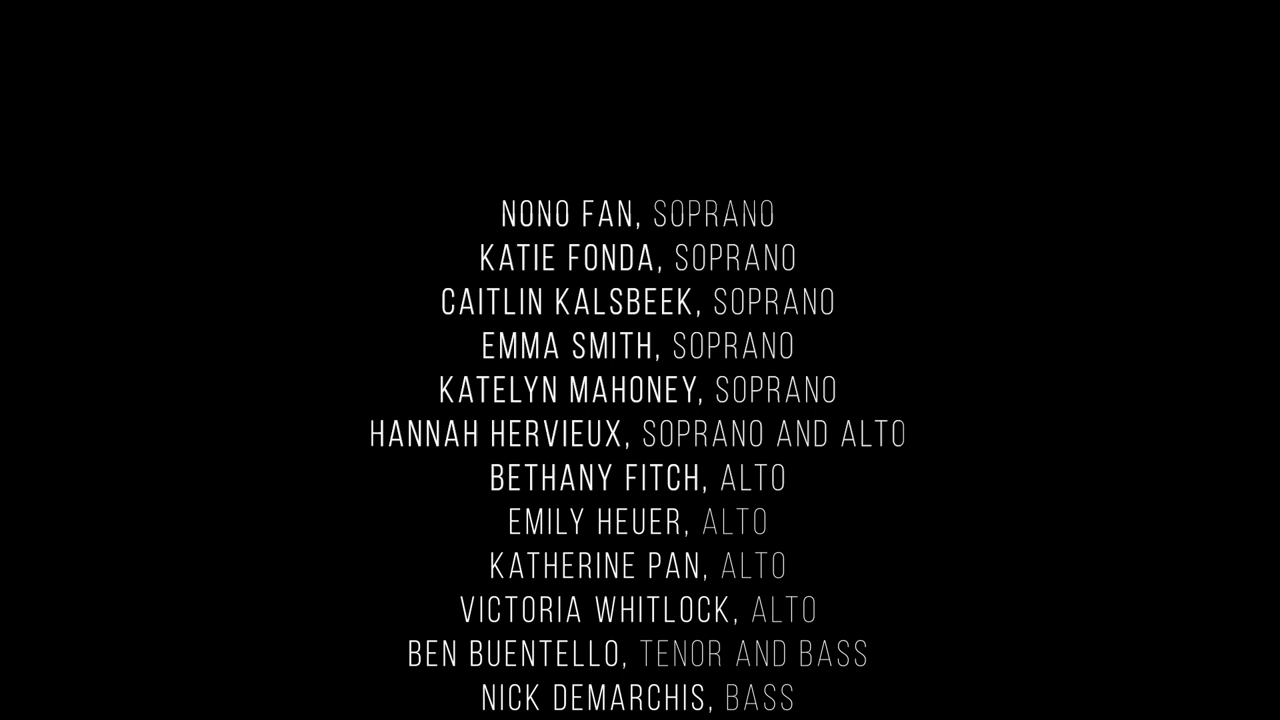 NONO FAN, SOPRANO
KATIE FONDA, SOPRANO
CAITLIN KALSBEEK, SOPRANO
EMMA SMITH, SOPRANO
KATELYN MAHONEY, SOPRANO
HANNAH HERVIEUX, SOPRANO AND ALTO
BETHANY FITCH, ALTO
EMILY HEUER, ALTO
KATHERINE PAN, ALTO
VICTORIA WHITLOCK, ALTO
BEN BUENTELLO, TENOR AND BASS
NICK DEMARCHIS, BASS